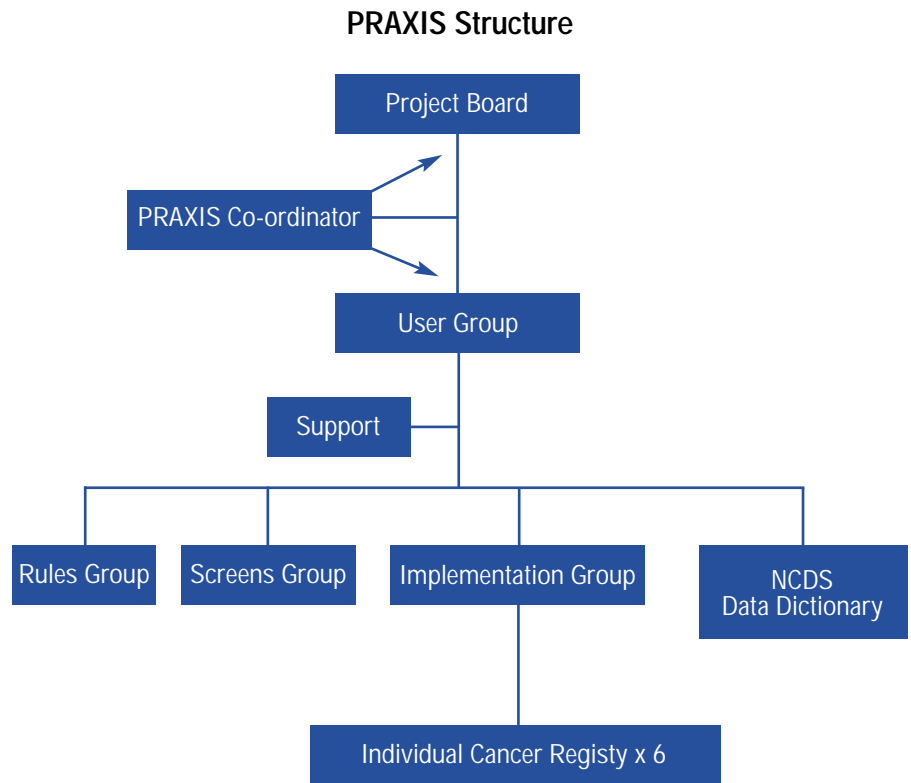 PRAXIS Structure
Project Board
PRAXIS Co-ordinator
User Group
Support
Rules Group
Screens Group
Implementation Group
NCDS
Data Dictionary
Individual Cancer Registy x 6